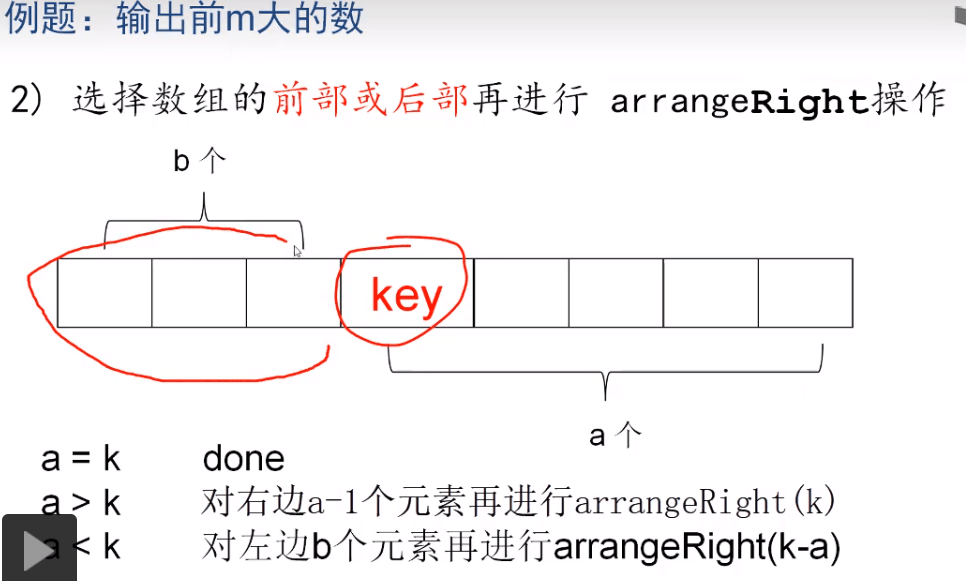 例题：输出前m大的数
2) 选择数组的前部或后部再进行 arrangeRight操作
b 个
key
a 个
a = k done
a > k 对右边a-1个元素再进行arrangeRight(k)
a < k 对左边b个元素再进行arrangeRight(k-a)